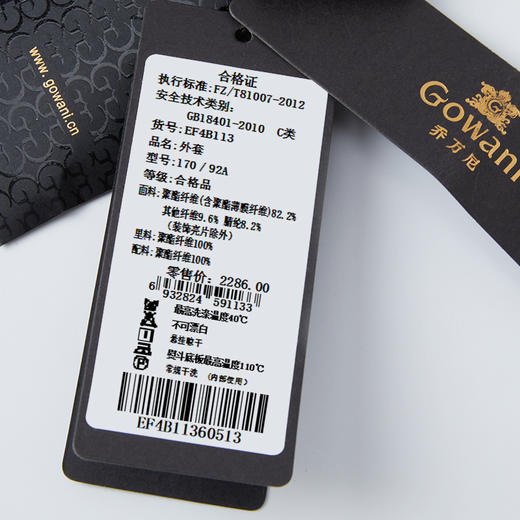 www.gowani.cn
Gowani
乔万尼
合格证
执行标准:FZ/T81007-2012
安全技术类别:
GB18401-2010 C类
货号:EF4B113
品名:外套
型号:170/92A
等级:合格品
面料:聚酯纤维(含聚酯薄膜纤维)82.2%
其他纤维9.6% 腈纶8.2%
(装饰亮片除外)
里料:聚酯纤维100%
配料:聚酯纤维100%
零售价:2286.00
6 932824 591133
最高洗涤温度40℃
不可漂白
悬挂晾干
熨斗底板最高温度110℃
常规干洗 (内部使用)
EF4B11360513